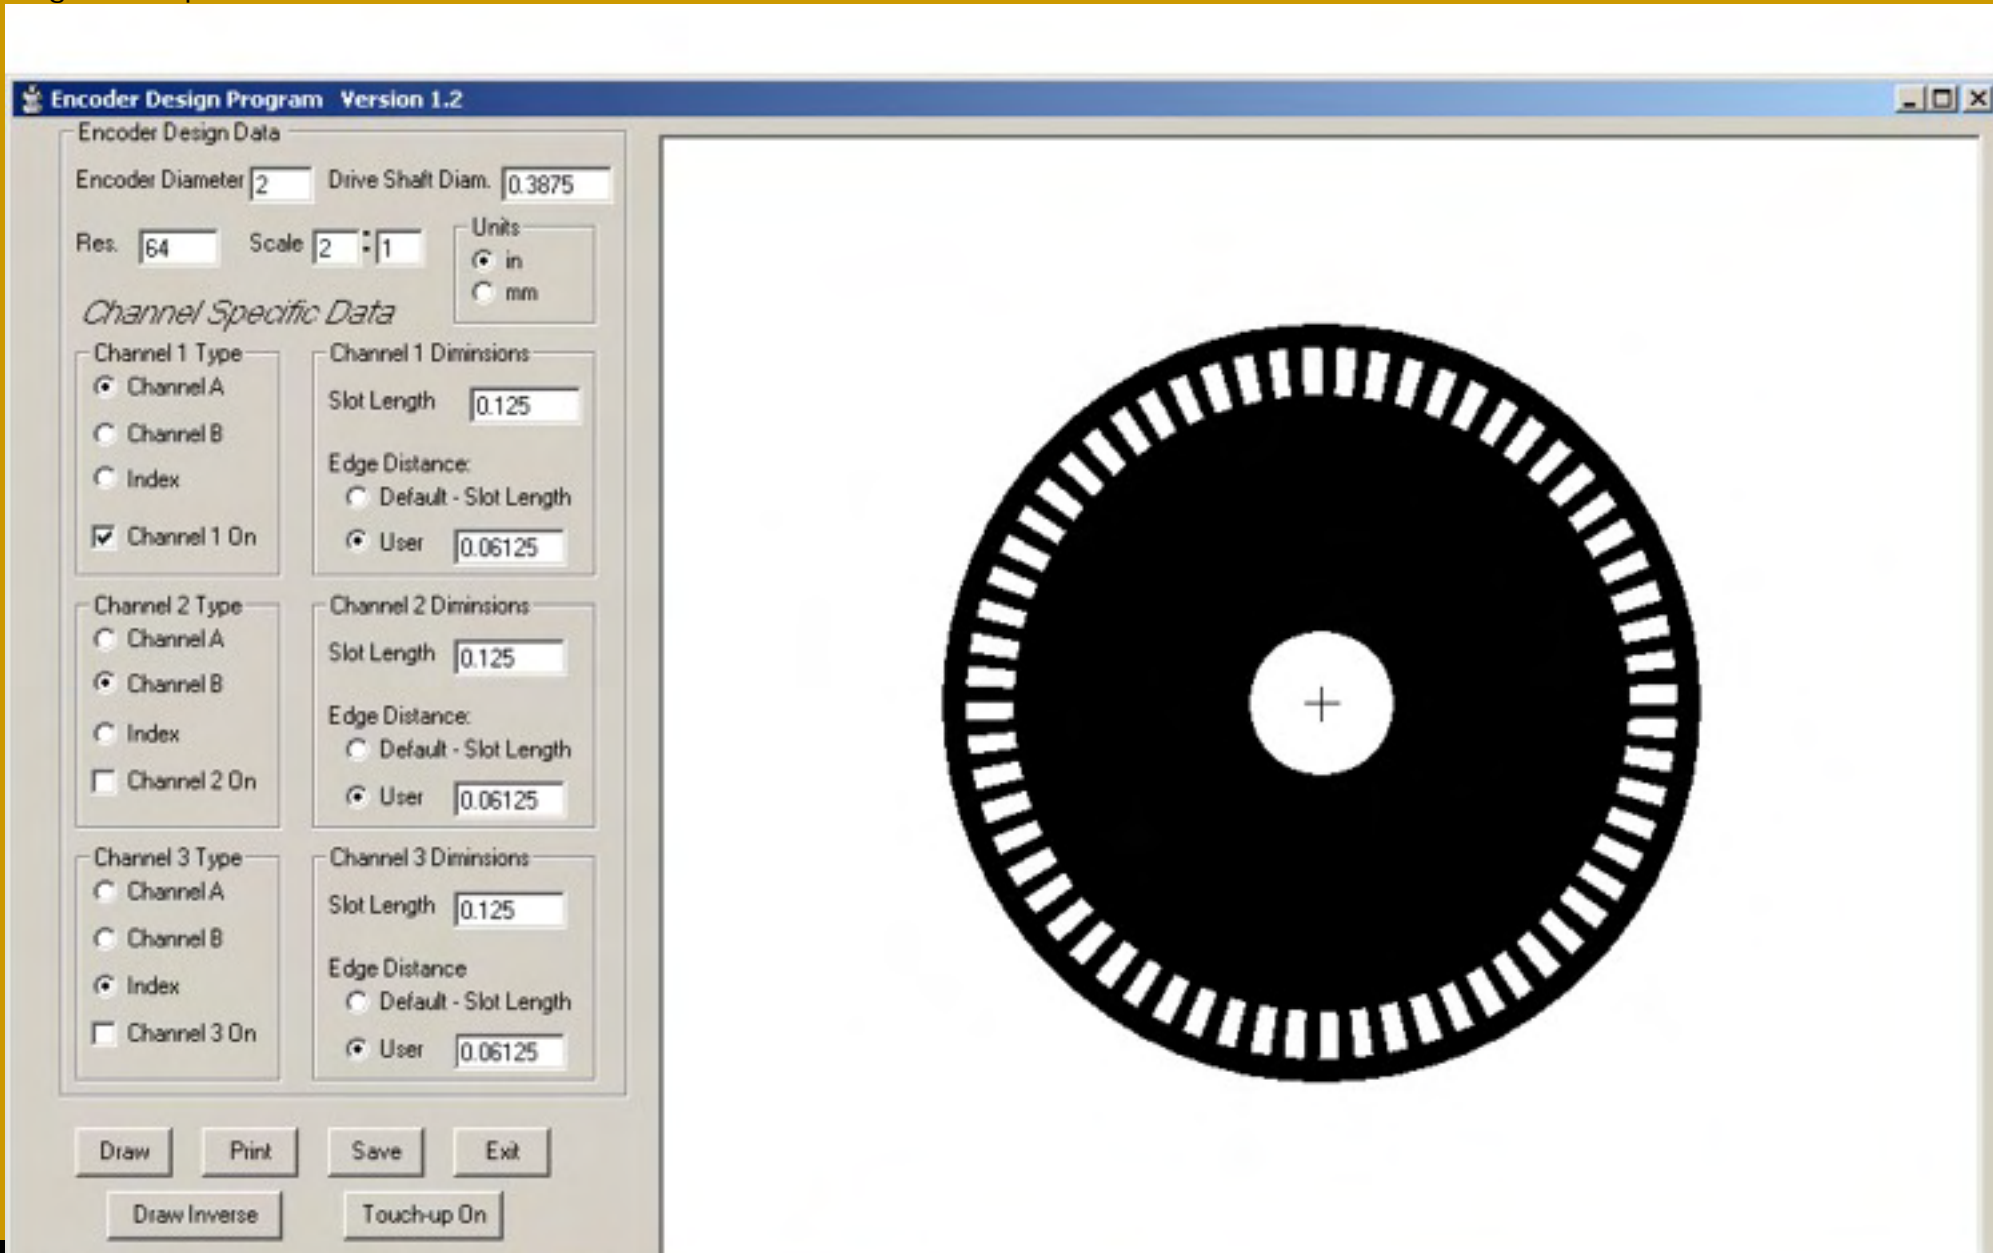 Encoder Design Program Version 1.2
Encoder Design Data
Encoder Diameter 2 Drive Shaft Diam. 0.3875
Res. 64 Scale 2 : 1
Units
in
mm
Channel Specific Data
Channel 1 Type
Channel A
Channel B
Index
Channel 1 On
Channel 1 Diminsions
Slot Length 0.125
Edge Distance:
Default - Slot Length
User 0.06125
Channel 2 Type
Channel A
Channel B
Index
Channel 2 On
Channel 2 Diminsions
Slot Length 0.125
Edge Distance:
Default - Slot Length
User 0.06125
Channel 3 Type
Channel A
Channel B
Index
Channel 3 On
Channel 3 Diminsions
Slot Length 0.125
Edge Distance
Default - Slot Length
User 0.06125
Draw Print Save Exit
Draw Inverse Touch-up On